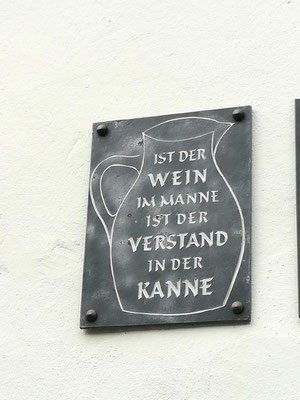 IST DER
WEIN
IM MANNE
IST DER
VERSTAND
IN DER
KANNE